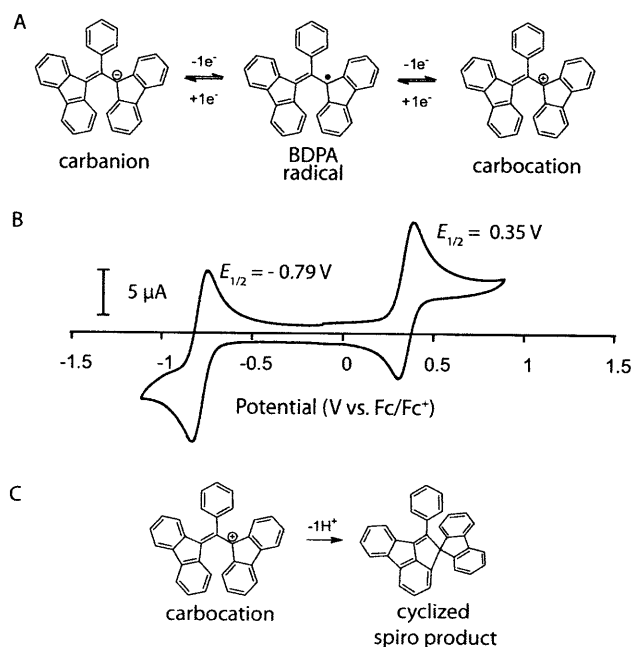 A
-1e⁻
+1e⁻
-1e⁻
+1e⁻
carbanion
BDPA
radical
carbocation
B
5 µA
E1/2 = - 0.79 V
E1/2 = 0.35 V
-1.5 -1 -0.5 0 0.5 1 1.5
Potential (V vs. Fc/Fc⁺)
C
-1H⁺
carbocation
cyclized
spiro product